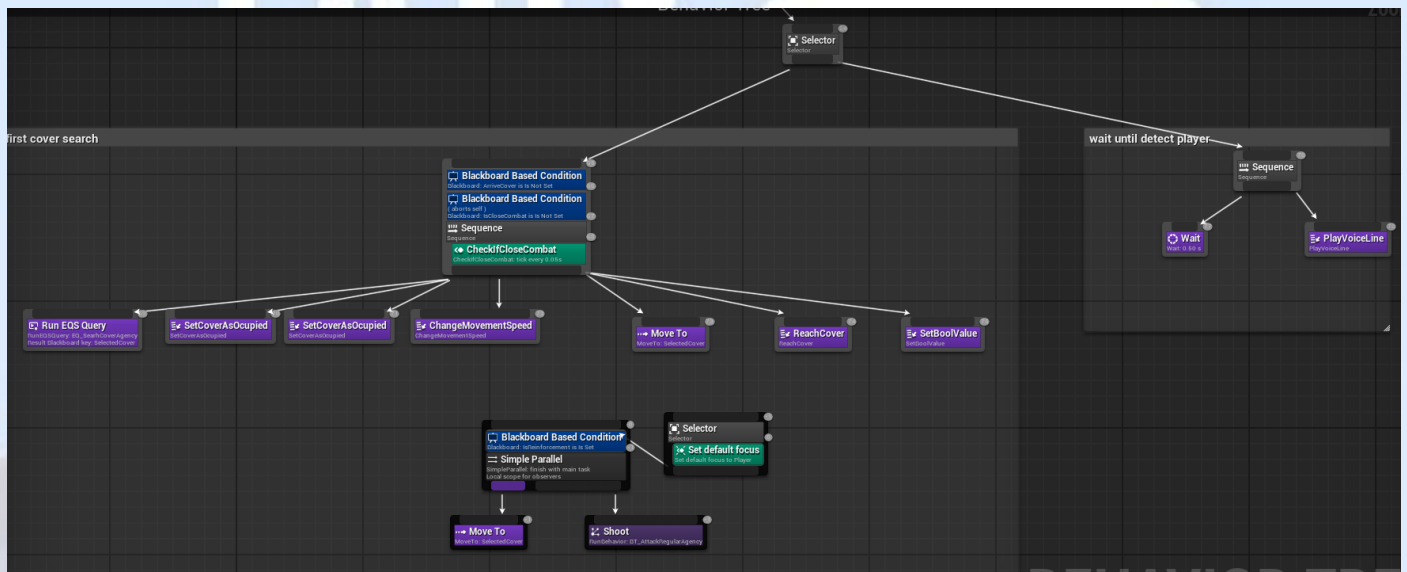 Behavior Tree
Selector
Selector
first cover search
wait until detect player
Blackboard Based Condition
Blackboard: ArriveCover is Is Not Set
Blackboard Based Condition
( aborts self )
Blackboard: IsCloseCombat is Is Not Set
Sequence
Sequence
CheckIfCloseCombat
CheckIfCloseCombat: tick every 0.05s
Sequence
Sequence
Wait
Wait: 0.50 s
PlayVoiceLine
PlayVoiceLine
Run EQS Query
RunEQSQuery: EQ_SearhCoverAgency
Result Blackboard key: SelectedCover
SetCoverAsOcupied
SetCoverAsOcupied
SetCoverAsOcupied
SetCoverAsOcupied
ChangeMovementSpeed
ChangeMovementSpeed
Move To
MoveTo: SelectedCover
ReachCover
ReachCover
SetBoolValue
SetBoolValue
Blackboard Based Condition
Blackboard: IsReinforcement is Is Set
Simple Parallel
SimpleParallel: finish with main task
Local scope for observers
Selector
Selector
Set default focus
Set default focus to Player
Move To
MoveTo: SelectedCover
Shoot
RunBehavior: BT_AttackRegularAgency
BEHAVIOR TREE